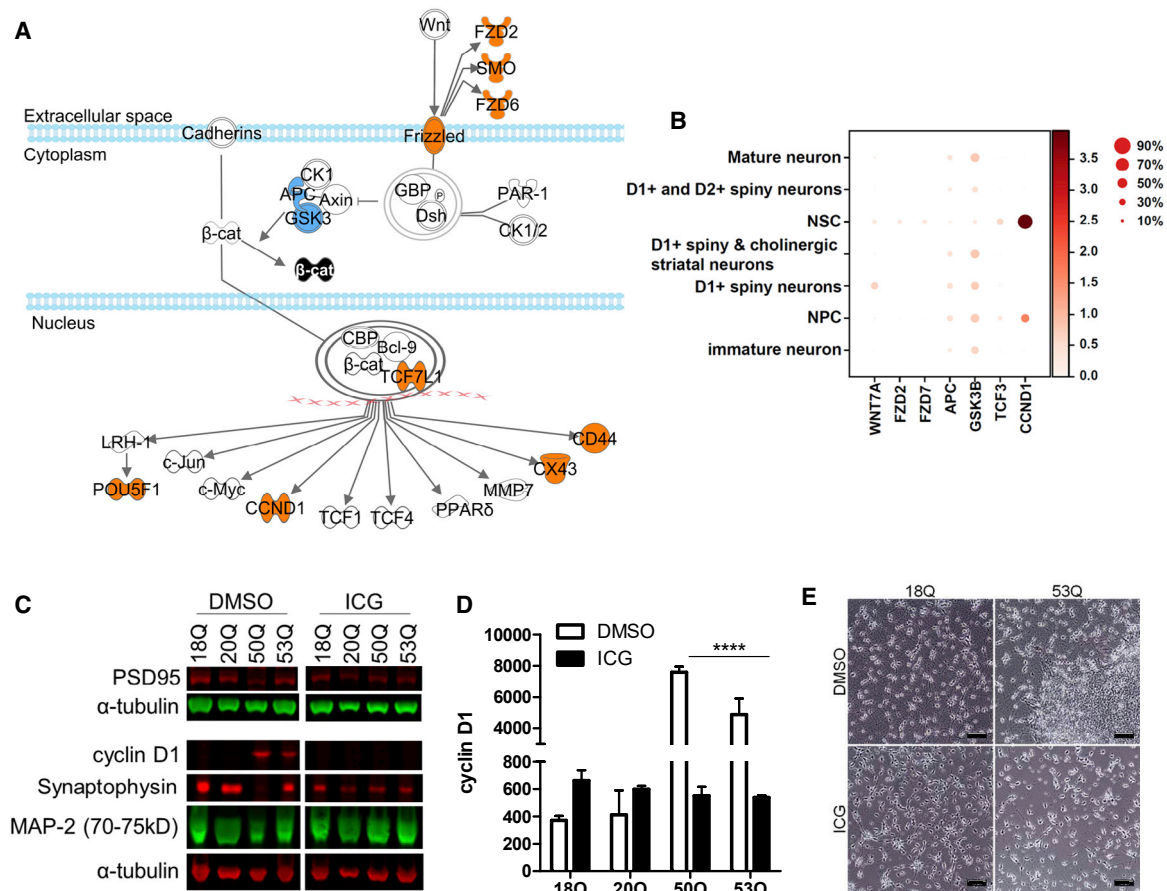 A
Wnt
FZD2
SMO
FZD6
Extracellular space
Cadherins
Frizzled
Cytoplasm
CK1
APC
Axin
GSK3
GBP
P
Dsh
PAR-1
CK1/2
β-cat
β-cat
Nucleus
CBP
Bcl-9
β-cat
TCF7L1
LRH-1
c-Jun
POU5F1
c-Myc
CCND1
TCF1
TCF4
PPARδ
MMP7
CX43
CD44
B
Mature neuron
D1+ and D2+ spiny neurons
NSC
D1+ spiny & cholinergic
striatal neurons
D1+ spiny neurons
NPC
immature neuron
WNT7A
FZD2
FZD7
APC
GSK3B
TCF3
CCND1
3.5
3.0
2.5
2.0
1.5
1.0
0.5
0.0
90%
70%
50%
30%
10%
C
DMSO ICG
18Q 20Q 50Q 53Q 18Q 20Q 50Q 53Q
PSD95
α-tubulin
cyclin D1
Synaptophysin
MAP-2 (70-75kD)
α-tubulin
D
cyclin D1
10000
8000
6000
4000
2000
800
600
400
200
0
DMSO
ICG
****
18Q 20Q 50Q 53Q
E
18Q 53Q
DMSO
ICG